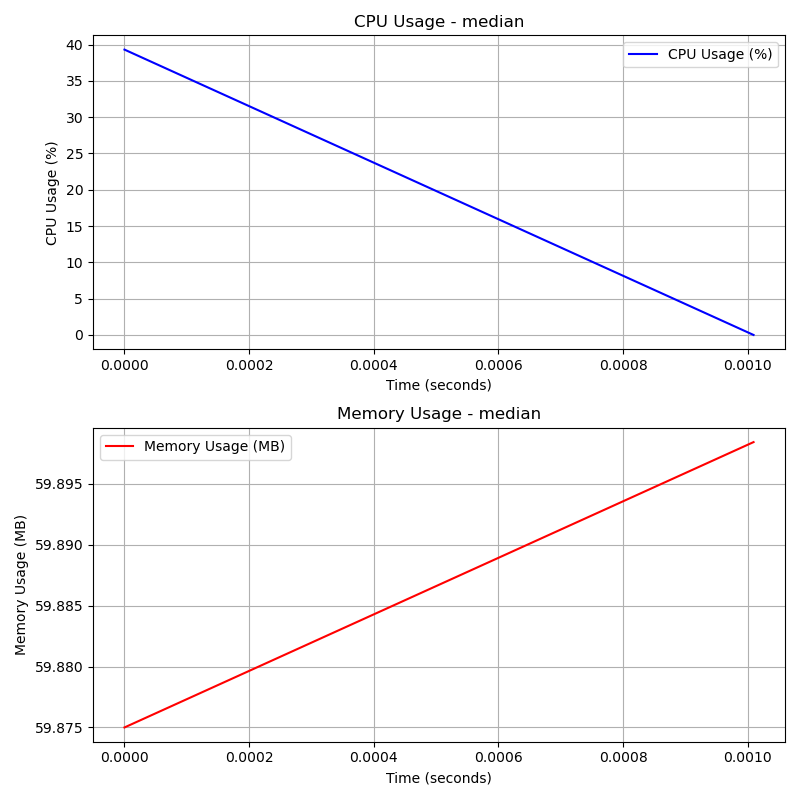 CPU Usage - median
CPU Usage (%)
40
35
30
25
20
15
10
5
0
CPU Usage (%)
0.0000 0.0002 0.0004 0.0006 0.0008 0.0010
Time (seconds)
Memory Usage - median
Memory Usage (MB)
59.895
59.890
59.885
59.880
59.875
Memory Usage (MB)
0.0000 0.0002 0.0004 0.0006 0.0008 0.0010
Time (seconds)